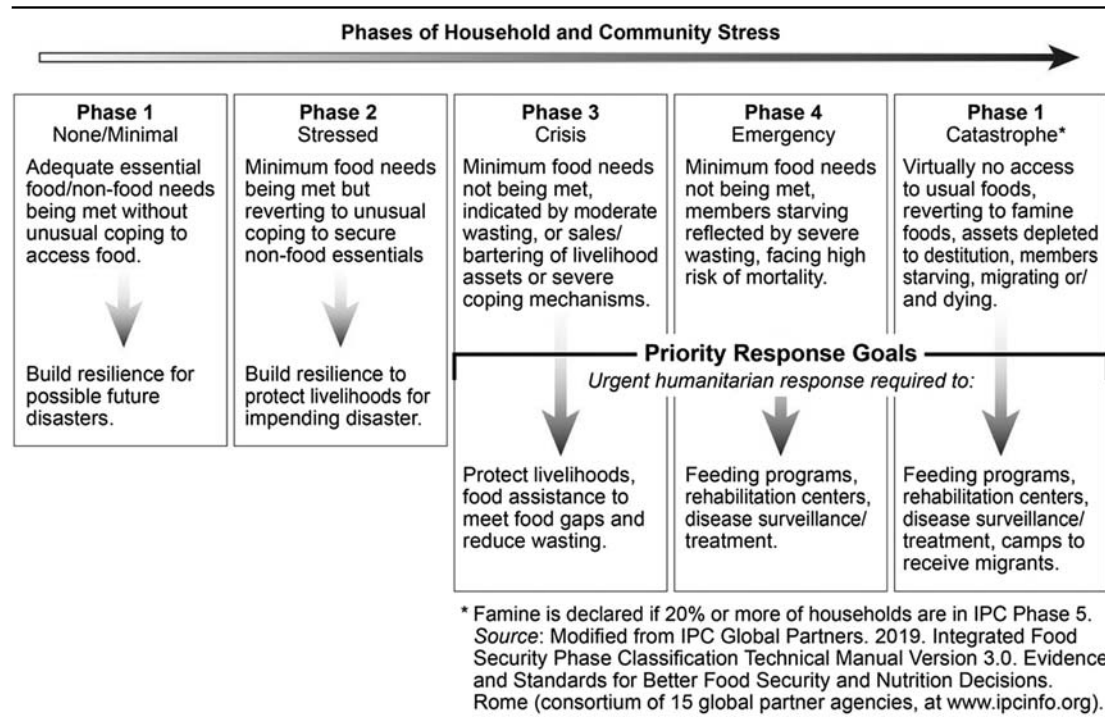 Phases of Household and Community Stress
Phase 1
None/Minimal
Adequate essential
food/non-food needs
being met without
unusual coping to
access food.
Build resilience for
possible future
disasters.
Phase 2
Stressed
Minimum food needs
being met but
reverting to unusual
coping to secure
non-food essentials
Build resilience to
protect livelihoods for
impending disaster.
Phase 3
Crisis
Minimum food needs
not being met,
indicated by moderate
wasting, or sales/
bartering of livelihood
assets or severe
coping mechanisms.
Phase 4
Emergency
Minimum food needs
not being met,
members starving
reflected by severe
wasting, facing high
risk of mortality.
Phase 1
Catastrophe*
Virtually no access
to usual foods,
reverting to famine
foods, assets depleted
to destitution, members
starving, migrating or/
and dying.
Priority Response Goals
Urgent humanitarian response required to:
Protect livelihoods,
food assistance to
meet food gaps and
reduce wasting.
Feeding programs,
rehabilitation centers,
disease surveillance/
treatment.
Feeding programs,
rehabilitation centers,
disease surveillance/
treatment, camps to
receive migrants.
* Famine is declared if 20% or more of households are in IPC Phase 5.
Source: Modified from IPC Global Partners. 2019. Integrated Food
Security Phase Classification Technical Manual Version 3.0. Evidence
and Standards for Better Food Security and Nutrition Decisions.
Rome (consortium of 15 global partner agencies, at www.ipcinfo.org).